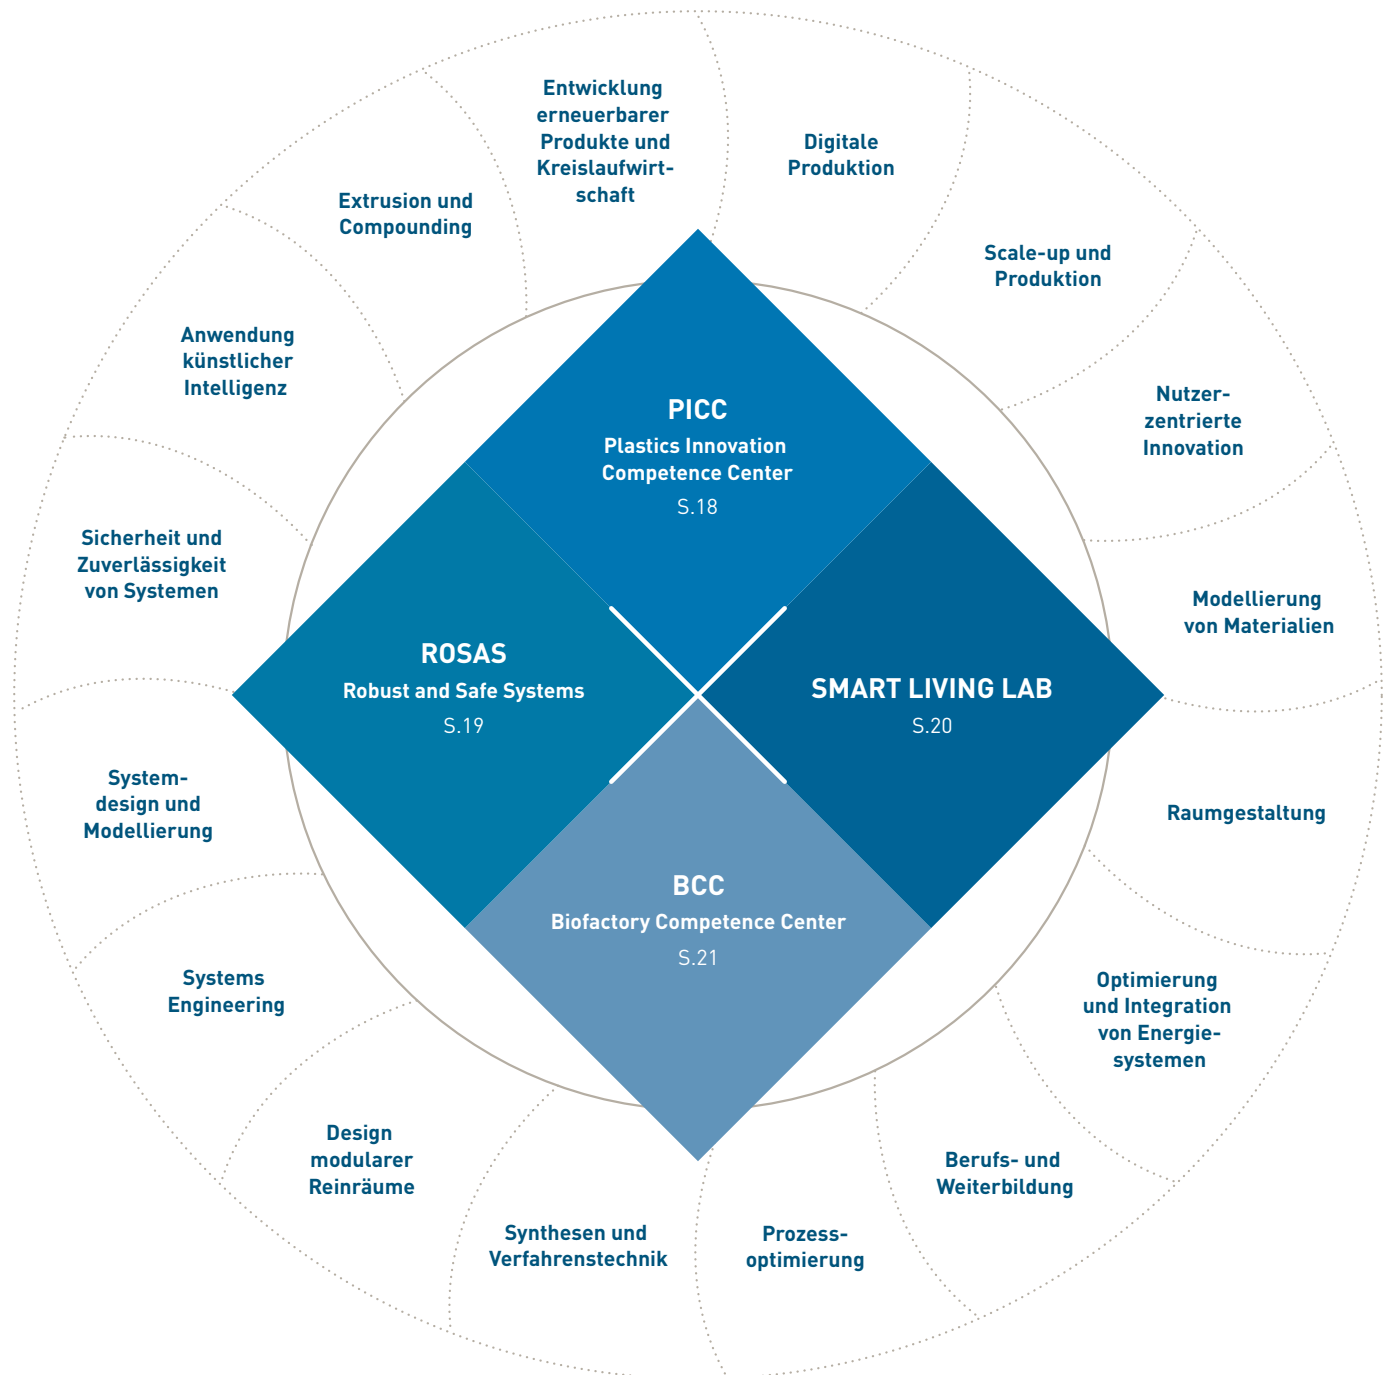 Entwicklung
erneuerbarer
Produkte und
Kreislaufwirt-
schaft
Digitale
Produktion
Scale-up und
Produktion
Nutzer-
zentrierte
Innovation
Modellierung
von Materialien
Raumgestaltung
Optimierung
und Integration
von Energie-
systemen
Berufs- und
Weiterbildung
Prozess-
optimierung
Synthesen und
Verfahrenstechnik
Design
modularer
Reinräume
Systems
Engineering
System-
design und
Modellierung
Sicherheit und
Zuverlässigkeit
von Systemen
Anwendung
künstlicher
Intelligenz
Extrusion und
Compounding
PICC
Plastics Innovation
Competence Center
S.18
ROSAS
Robust and Safe Systems
S.19
SMART LIVING LAB
S.20
BCC
Biofactory Competence Center
S.21